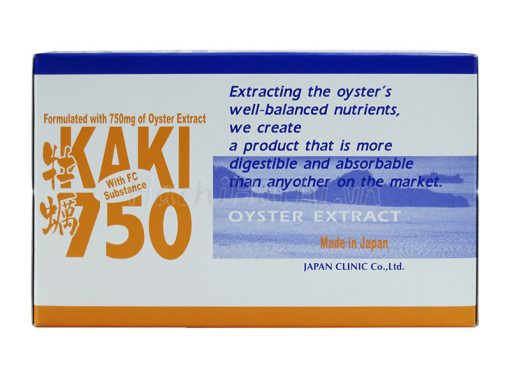 Formulated with 750mg of Oyster Extract
牡蠣
KAKI
With FC
Substance
750
Extracting the oyster's
well-balanced nutrients,
we create
a product that is more
digestible and absorbable
than anyother on the market.
OYSTER EXTRACT
Made in Japan
JAPAN CLINIC Co.,Ltd.